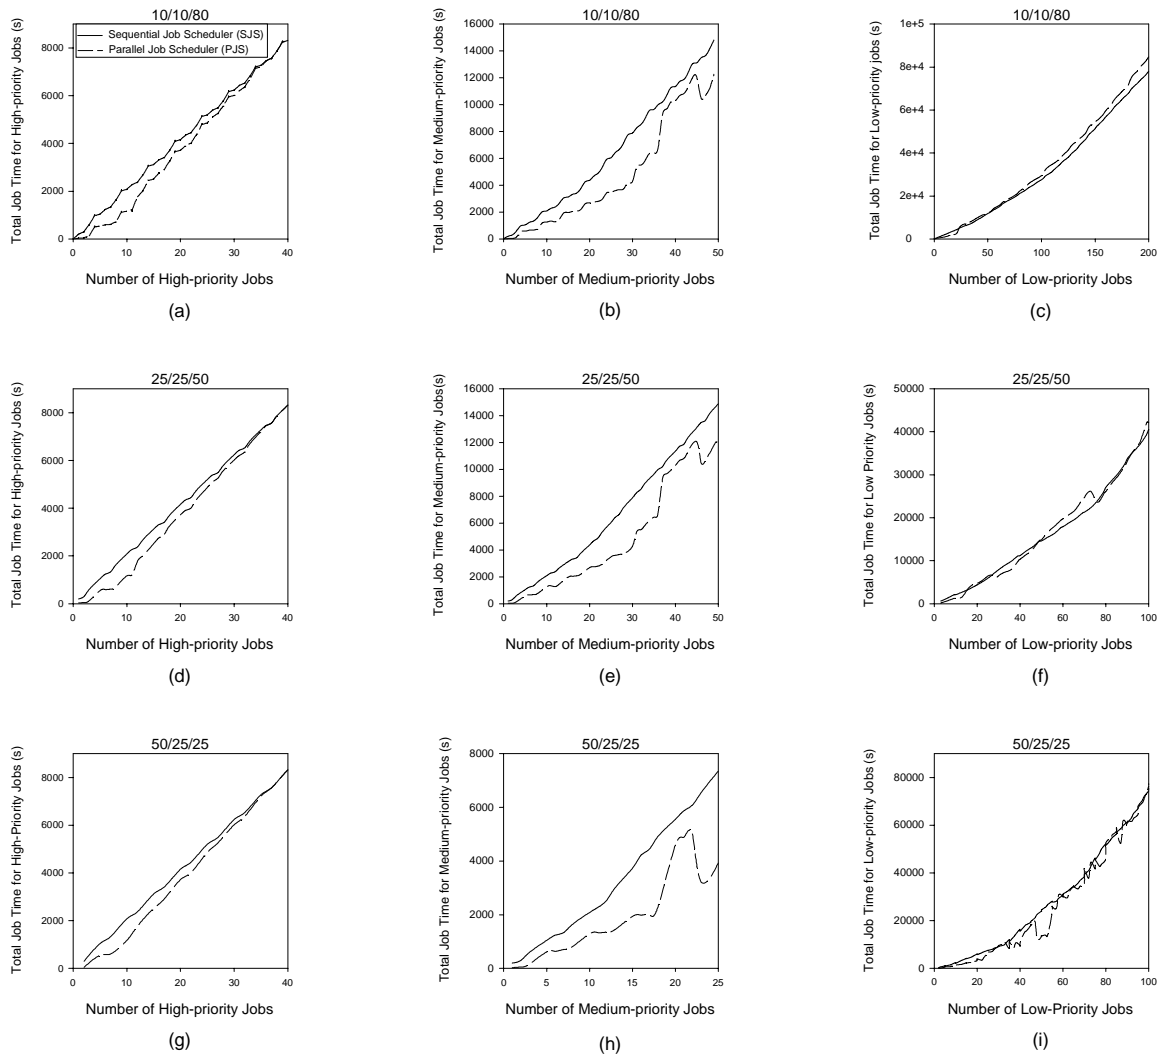 10/10/80
Total Job Time for High-priority Jobs (s)
8000
6000
4000
2000
0
Sequential Job Scheduler (SJS)
Parallel Job Scheduler (PJS)
0 10 20 30 40
Number of High-priority Jobs
(a)
10/10/80
Total Job Time for Medium-priority Jobs (s)
16000
14000
12000
10000
8000
6000
4000
2000
0
0 10 20 30 40 50
Number of Medium-priority Jobs
(b)
10/10/80
Total Job Time for Low-priority jobs (s)
1e+5
8e+4
6e+4
4e+4
2e+4
0
0 50 100 150 200
Number of Low-priority Jobs
(c)
25/25/50
Total Job Time for High-priority Jobs (s)
8000
6000
4000
2000
0
0 10 20 30 40
Number of High-priority Jobs
(d)
25/25/50
Total Job Time for Medium-priority Jobs(s)
16000
14000
12000
10000
8000
6000
4000
2000
0
0 10 20 30 40 50
Number of Medium-priority Jobs
(e)
25/25/50
Total Job Time for Low Priority Jobs (s)
50000
40000
30000
20000
10000
0
0 20 40 60 80 100
Number of Low-priority Jobs
(f)
50/25/25
Total Job Time for High-Priority Jobs (s)
8000
6000
4000
2000
0
0 10 20 30 40
Number of High-priority Jobs
(g)
50/25/25
Total Job Time for Medium-priority Jobs (s)
8000
6000
4000
2000
0
0 5 10 15 20 25
Number of Medium-priority Jobs
(h)
50/25/25
Total Job Time for Low-priority Jobs (s)
80000
60000
40000
20000
0
0 20 40 60 80 100
Number of Low-Priority Jobs
(i)